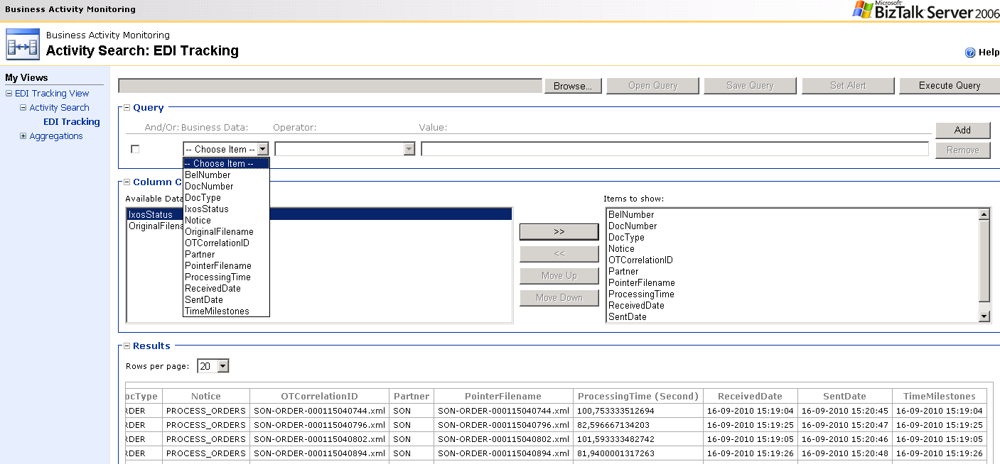 Business Activity Monitoring
Microsoft
BizTalk Server 2006
Business Activity Monitoring
Activity Search: EDI Tracking
Help
My Views
EDI Tracking View
Activity Search
EDI Tracking
Aggregations
Browse...
Open Query
Save Query
Set Alert
Execute Query
Query
And/Or: Business Data: Operator: Value:
Add
-- Choose Item --
Remove
-- Choose Item --
BelNumber
DocNumber
DocType
IxosStatus
Notice
OriginalFilename
OTCorrelationID
Partner
PointerFilename
ProcessingTime
ReceivedDate
SentDate
TimeMilestones
Column C
Available Data
IxosStatus
OriginalFilena
>>
<<
Move Up
Move Down
Items to show:
BelNumber
DocNumber
DocType
Notice
OTCorrelationID
Partner
PointerFilename
ProcessingTime
ReceivedDate
SentDate
Results
Rows per page: 20
ocType Notice OTCorrelationID Partner PointerFilename ProcessingTime (Second) ReceivedDate SentDate TimeMilestones
RDER PROCESS_ORDERS SON-ORDER-000115040744.xml SON SON-ORDER-000115040744.xml 100,753333512694 16-09-2010 15:19:04 16-09-2010 15:20:45 16-09-2010 15:19:04
RDER PROCESS_ORDERS SON-ORDER-000115040796.xml SON SON-ORDER-000115040796.xml 82,596667134203 16-09-2010 15:19:25 16-09-2010 15:20:47 16-09-2010 15:19:25
RDER PROCESS_ORDERS SON-ORDER-000115040802.xml SON SON-ORDER-000115040802.xml 101,593333482742 16-09-2010 15:19:05 16-09-2010 15:20:46 16-09-2010 15:19:05
RDER PROCESS_ORDERS SON-ORDER-000115040894.xml SON SON-ORDER-000115040894.xml 81,9400001317263 16-09-2010 15:19:26 16-09-2010 15:20:48 16-09-2010 15:19:26